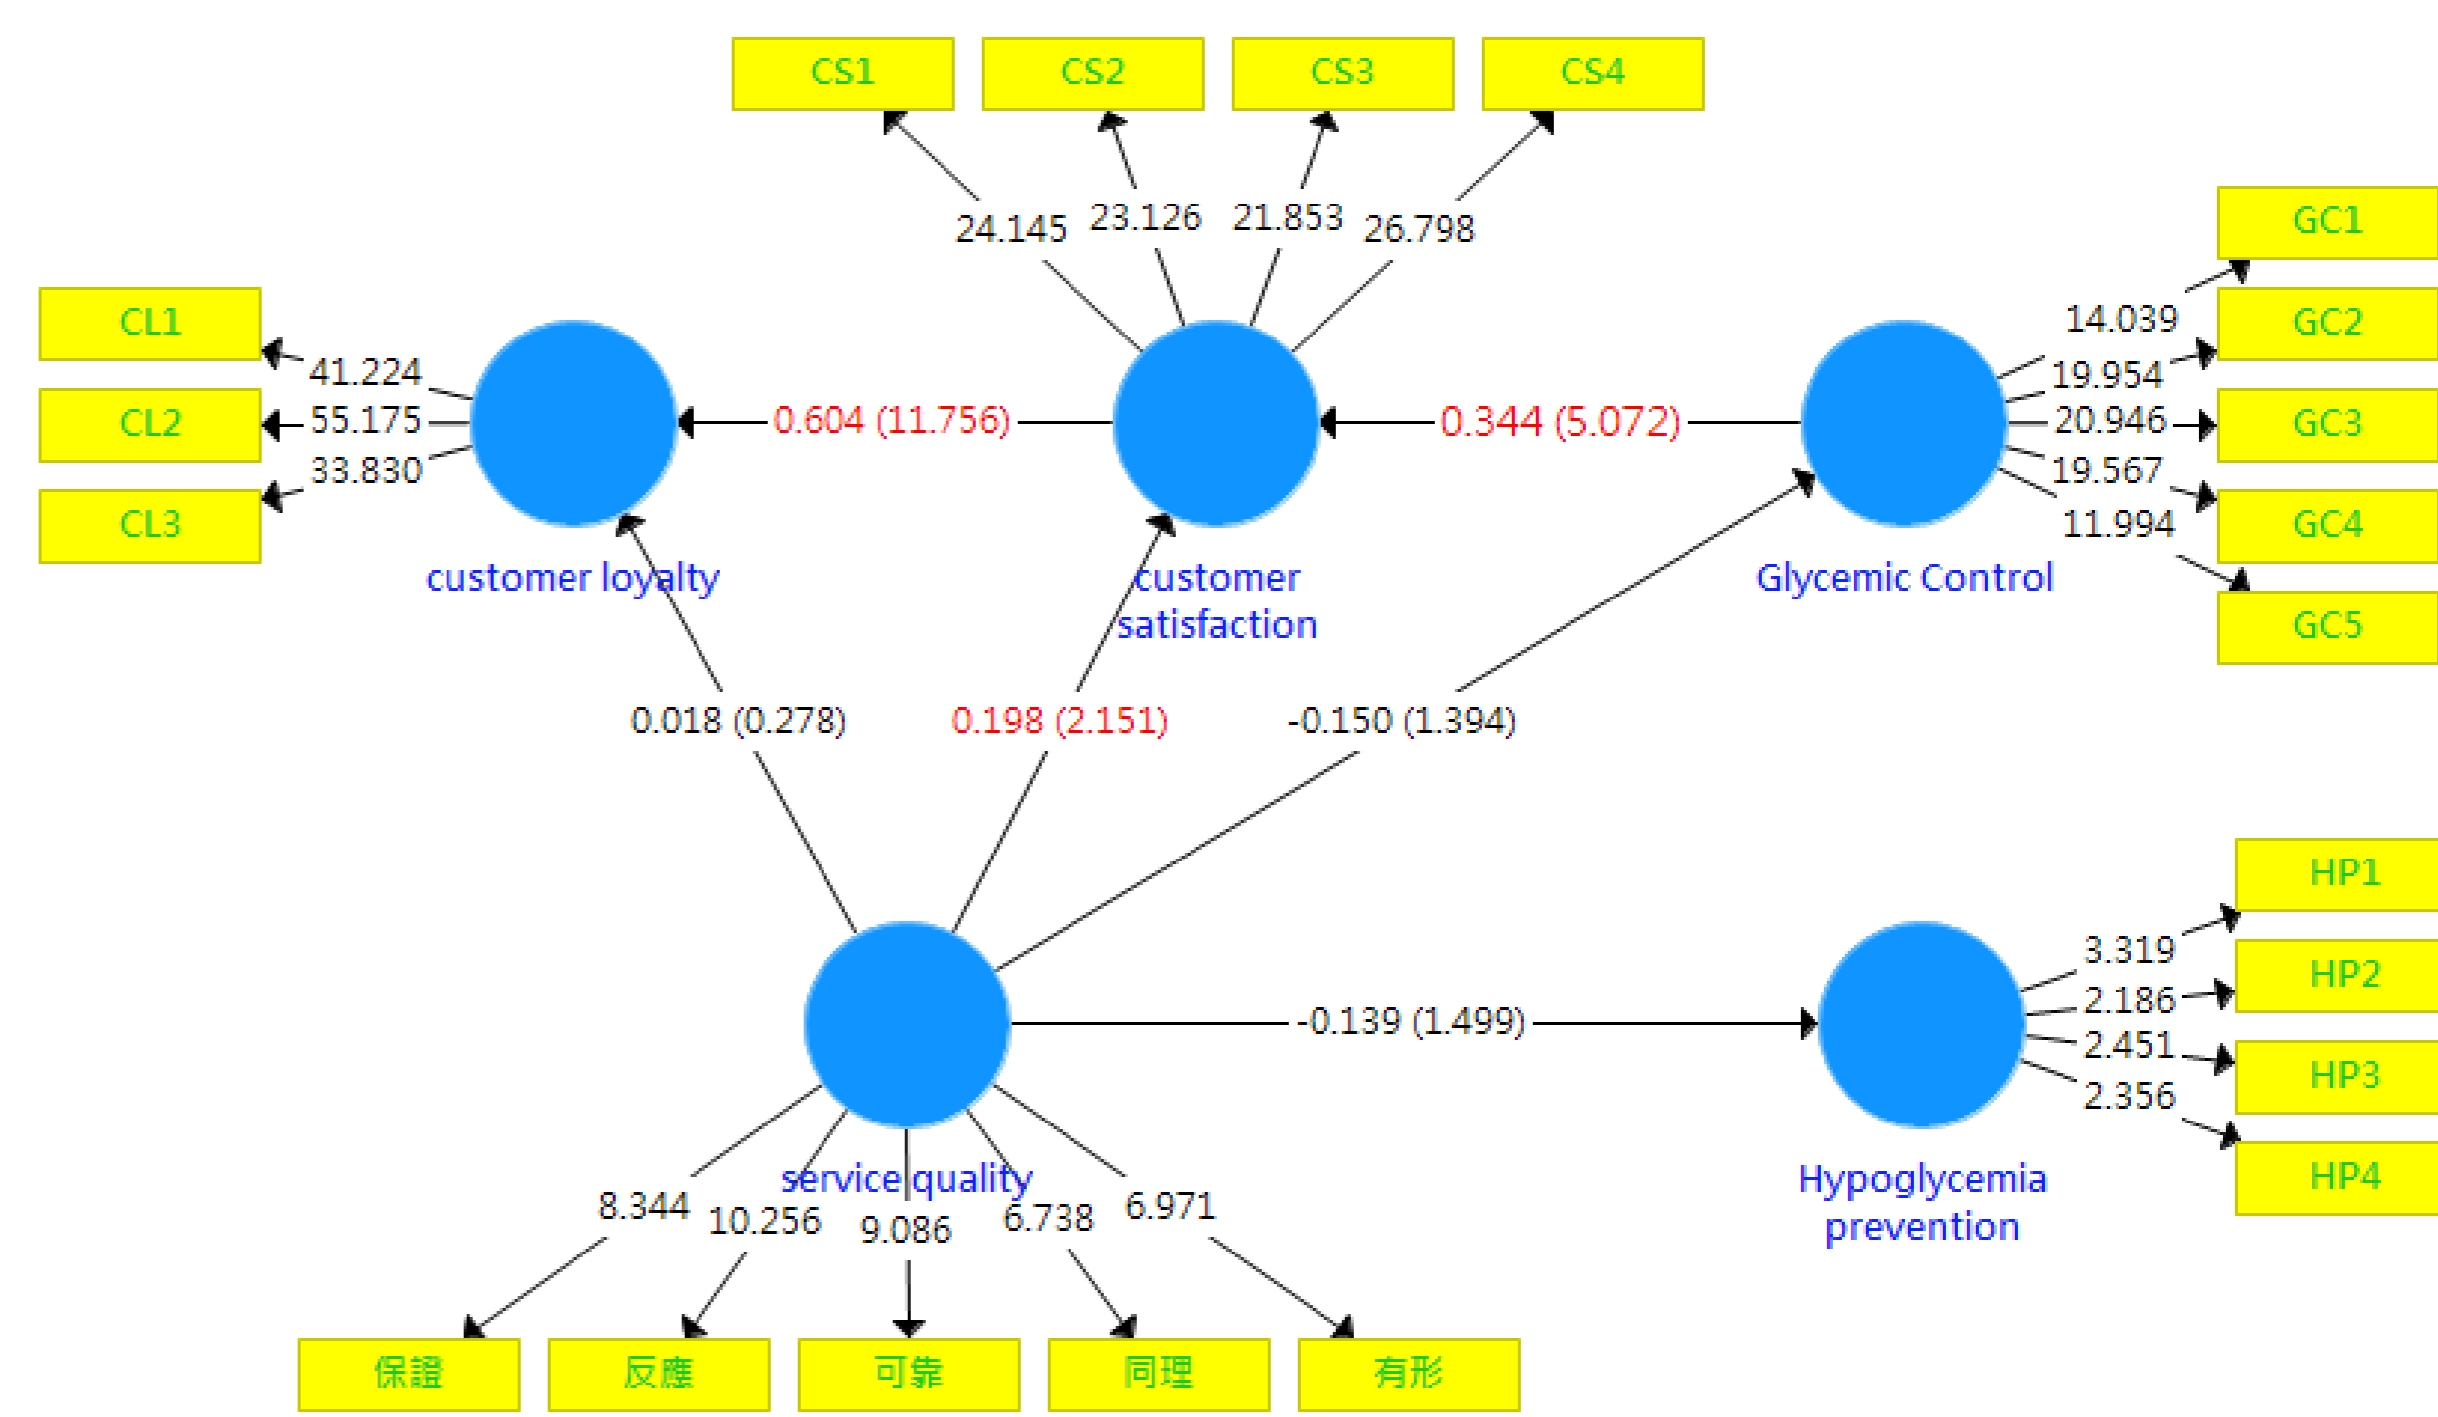 CS1
CS2
CS3
CS4
24.145
23.126
21.853
26.798
GC1
GC2
GC3
GC4
GC5
14.039
19.954
20.946
19.567
11.994
CL1
CL2
CL3
41.224
55.175
33.830
0.604 (11.756)
0.344 (5.072)
customer loyalty
customer
satisfaction
Glycemic Control
0.018 (0.278)
0.198 (2.151)
-0.150 (1.394)
-0.139 (1.499)
HP1
HP2
HP3
HP4
3.319
2.186
2.451
2.356
service quality
Hypoglycemia
prevention
8.344
10.256
9.086
6.738
6.971
保證
反應
可靠
同理
有形